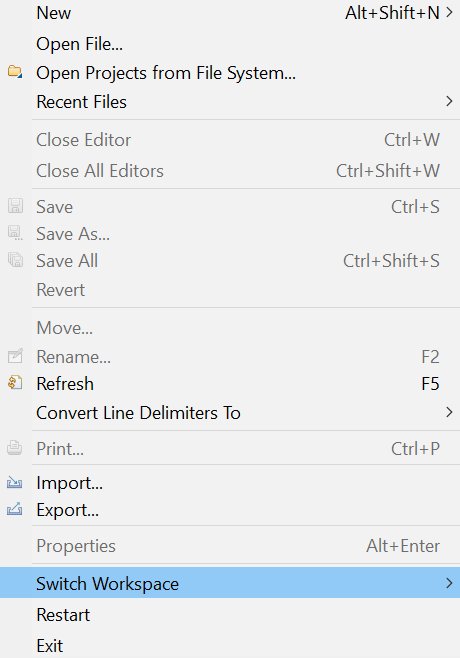 New Alt+Shift+N
Open File...
Open Projects from File System...
Recent Files
Close Editor Ctrl+W
Close All Editors Ctrl+Shift+W
Save Ctrl+S
Save As...
Save All Ctrl+Shift+S
Revert
Move...
Rename... F2
Refresh F5
Convert Line Delimiters To
Print... Ctrl+P
Import...
Export...
Properties Alt+Enter
Switch Workspace
Restart
Exit